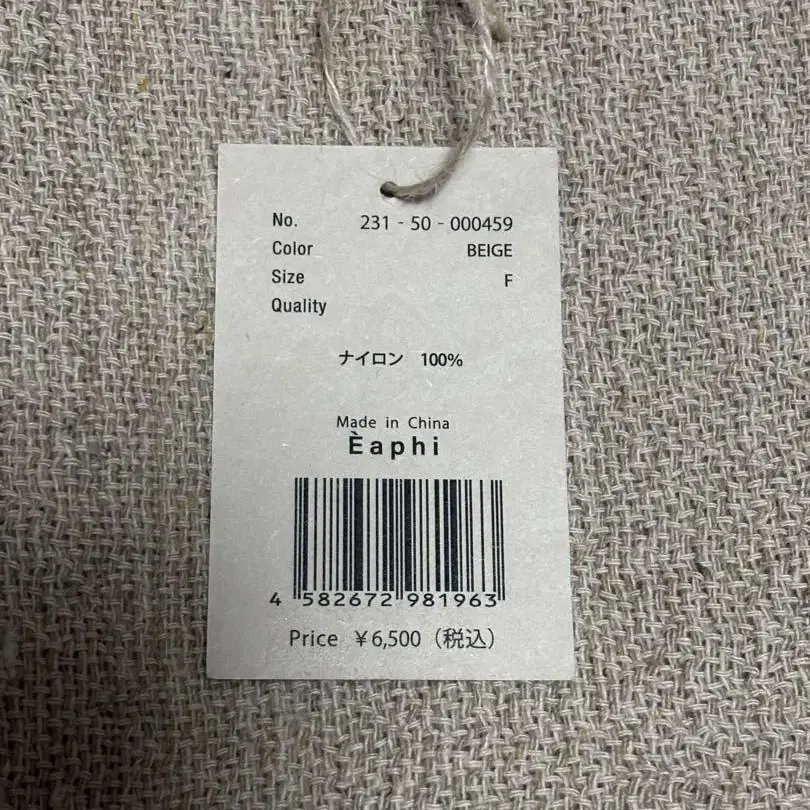 No. 231 - 50 - 000459
Color BEIGE
Size F
Quality
ナイロン 100%
Made in China
Èaphi
4 582672 981963
Price ¥6,500（税込）